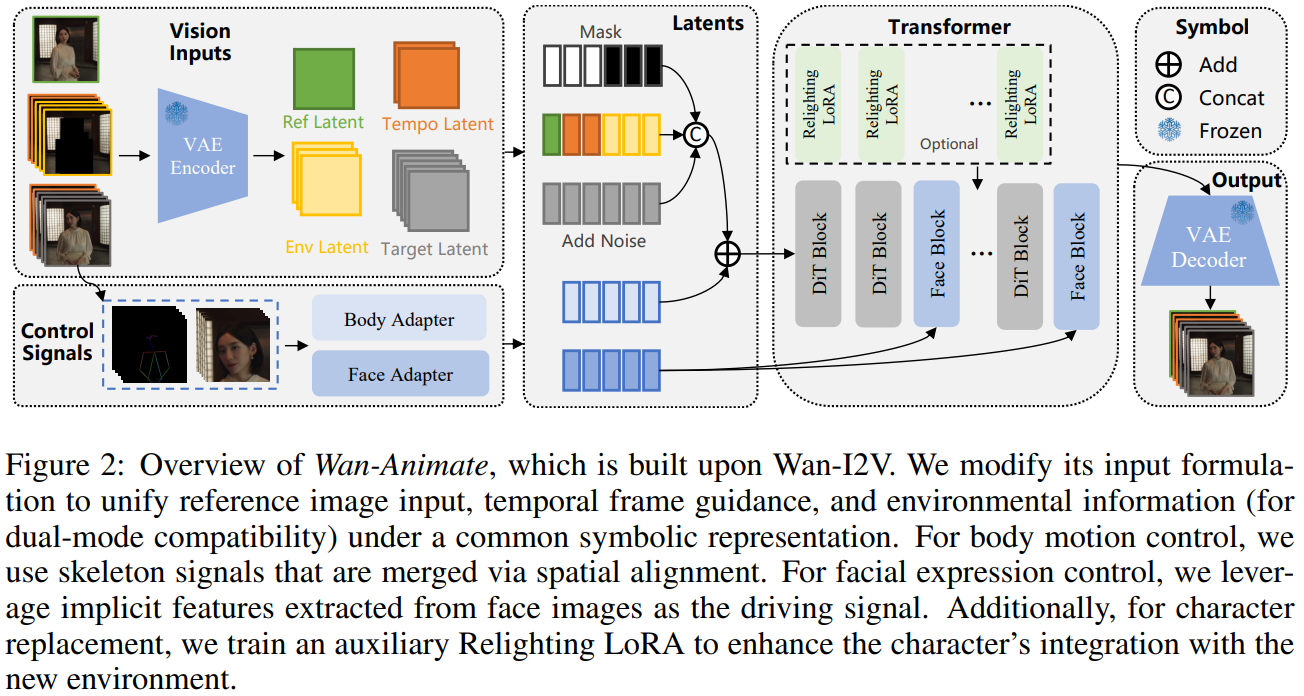 Vision
Inputs
VAE
Encoder
Ref Latent
Tempo Latent
Env Latent
Target Latent
Control
Signals
Body Adapter
Face Adapter
Latents
Mask
C
Add Noise
Transformer
Relighting
LoRA
Relighting
LoRA
...
Relighting
LoRA
Optional
DiT Block
DiT Block
Face Block
...
DiT Block
Face Block
Symbol
Add
C Concat
Frozen
Output
VAE
Decoder
Figure 2: Overview of Wan-Animate, which is built upon Wan-I2V. We modify its input formula-
tion to unify reference image input, temporal frame guidance, and environmental information (for
dual-mode compatibility) under a common symbolic representation. For body motion control, we
use skeleton signals that are merged via spatial alignment. For facial expression control, we lever-
age implicit features extracted from face images as the driving signal. Additionally, for character
replacement, we train an auxiliary Relighting LoRA to enhance the character's integration with the
new environment.